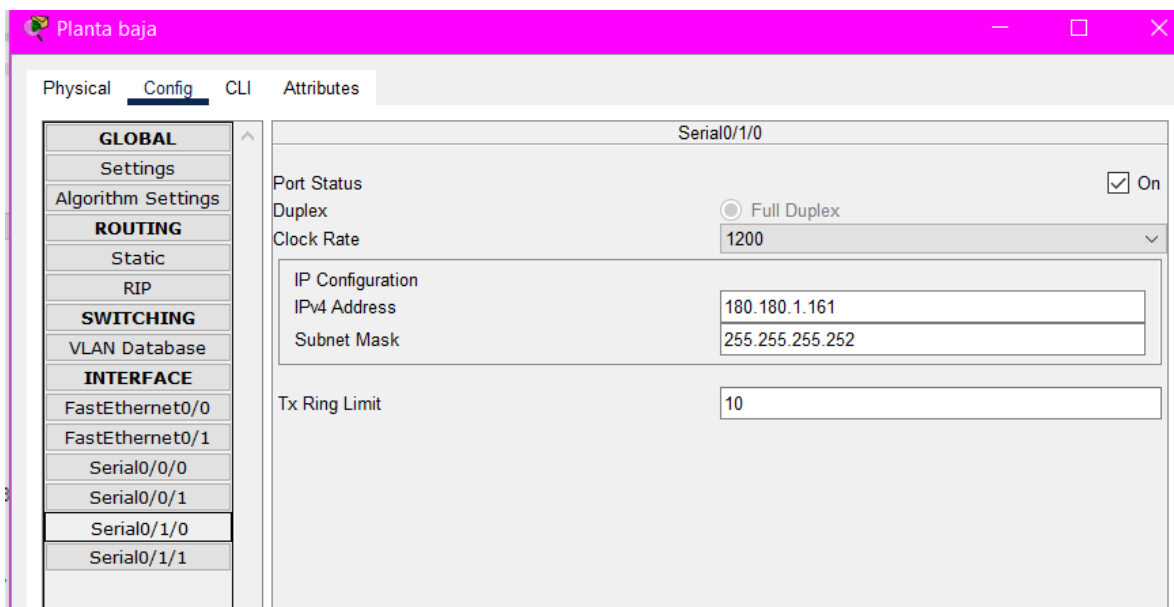 Planta baja
Physical Config CLI Attributes
GLOBAL
Settings
Algorithm Settings
ROUTING
Static
RIP
SWITCHING
VLAN Database
INTERFACE
FastEthernet0/0
FastEthernet0/1
Serial0/0/0
Serial0/0/1
Serial0/1/0
Serial0/1/1
Serial0/1/0
Port Status On
Duplex Full Duplex
Clock Rate 1200
IP Configuration
IPv4 Address 180.180.1.161
Subnet Mask 255.255.255.252
Tx Ring Limit 10